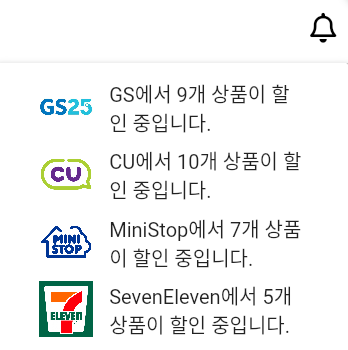 GS25
GS에서 9개 상품이 할
인 중입니다.
CU
CU에서 10개 상품이 할
인 중입니다.
MINI
STOP
MiniStop에서 7개 상품
이 할인 중입니다.
7
ELEVEN
SevenEleven에서 5개
상품이 할인 중입니다.